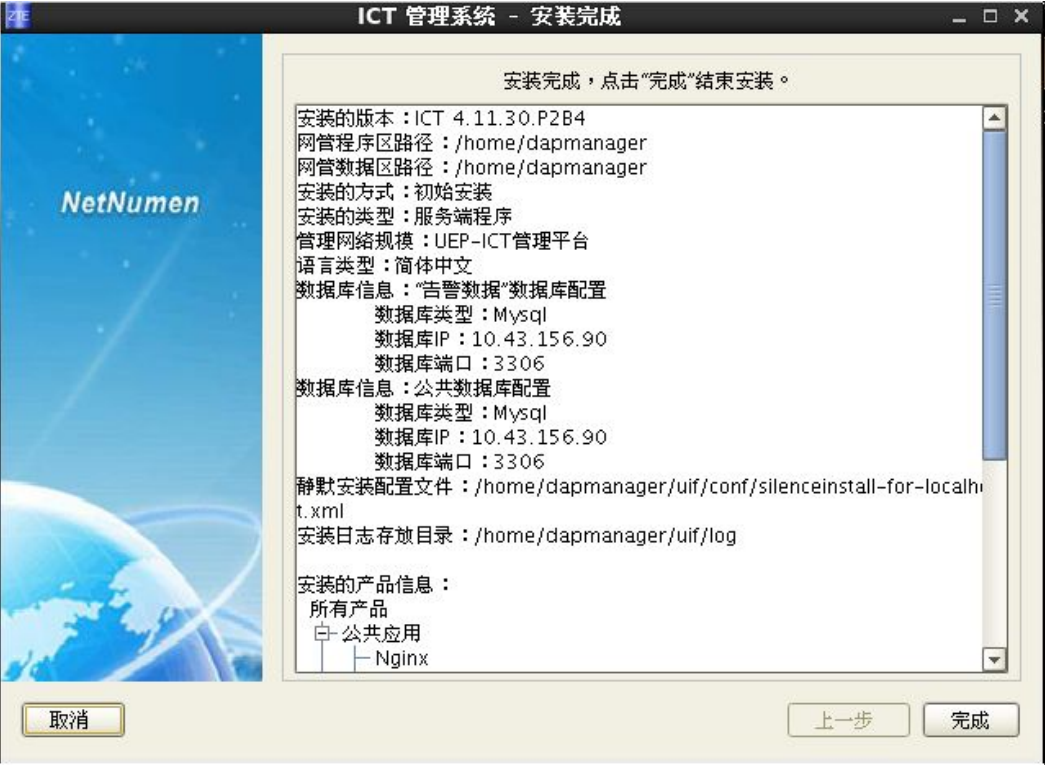 ZTE
ICT 管理系统 - 安装完成
安装完成，点击“完成”结束安装。
NetNumen
安装的版本：ICT 4.11.30.P2B4
网管程序区路径：/home/dapmanager
网管数据区路径：/home/dapmanager
安装的方式：初始安装
安装的类型：服务端程序
管理网络规模：UEP-ICT管理平台
语言类型：简体中文
数据库信息：“告警数据”数据库配置
数据库类型：Mysql
数据库IP：10.43.156.90
数据库端口：3306
数据库信息：公共数据库配置
数据库类型：Mysql
数据库IP：10.43.156.90
数据库端口：3306
静默安装配置文件：/home/dapmanager/uif/conf/silenceinstall-for-localh
t.xml
安装日志存放目录：/home/dapmanager/uif/log
安装的产品信息：
所有产品
公共应用
Nginx
取消
上一步
完成